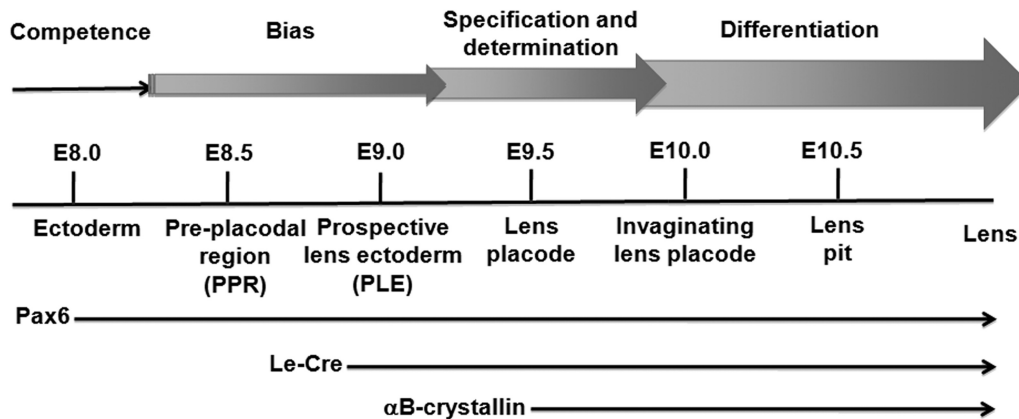 Competence
Bias
Specification and
determination
Differentiation
E8.0
E8.5
E9.0
E9.5
E10.0
E10.5
Ectoderm
Pre-placodal
region
(PPR)
Prospective
lens ectoderm
(PLE)
Lens
placode
Invaginating
lens placode
Lens
pit
Lens
Pax6
Le-Cre
αB-crystallin